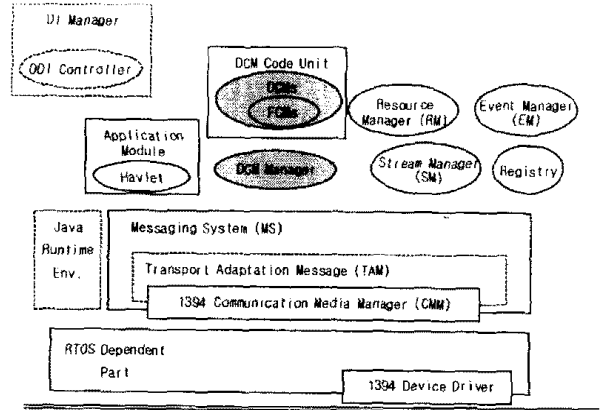 UI Manager
DDI Controller
DCM Code Unit
DCMs
FCMs
Resource
Manager (RM)
Event Manager
(EM)
Application
Module
Havlet
DCM Manager
Stream Manager
(SM)
Registry
Java
Runtime
Env.
Messaging System (MS)
Transport Adaptation Message (TAM)
1394 Communication Media Manager (CMM)
RTOS Dependent
Part
1394 Device Driver